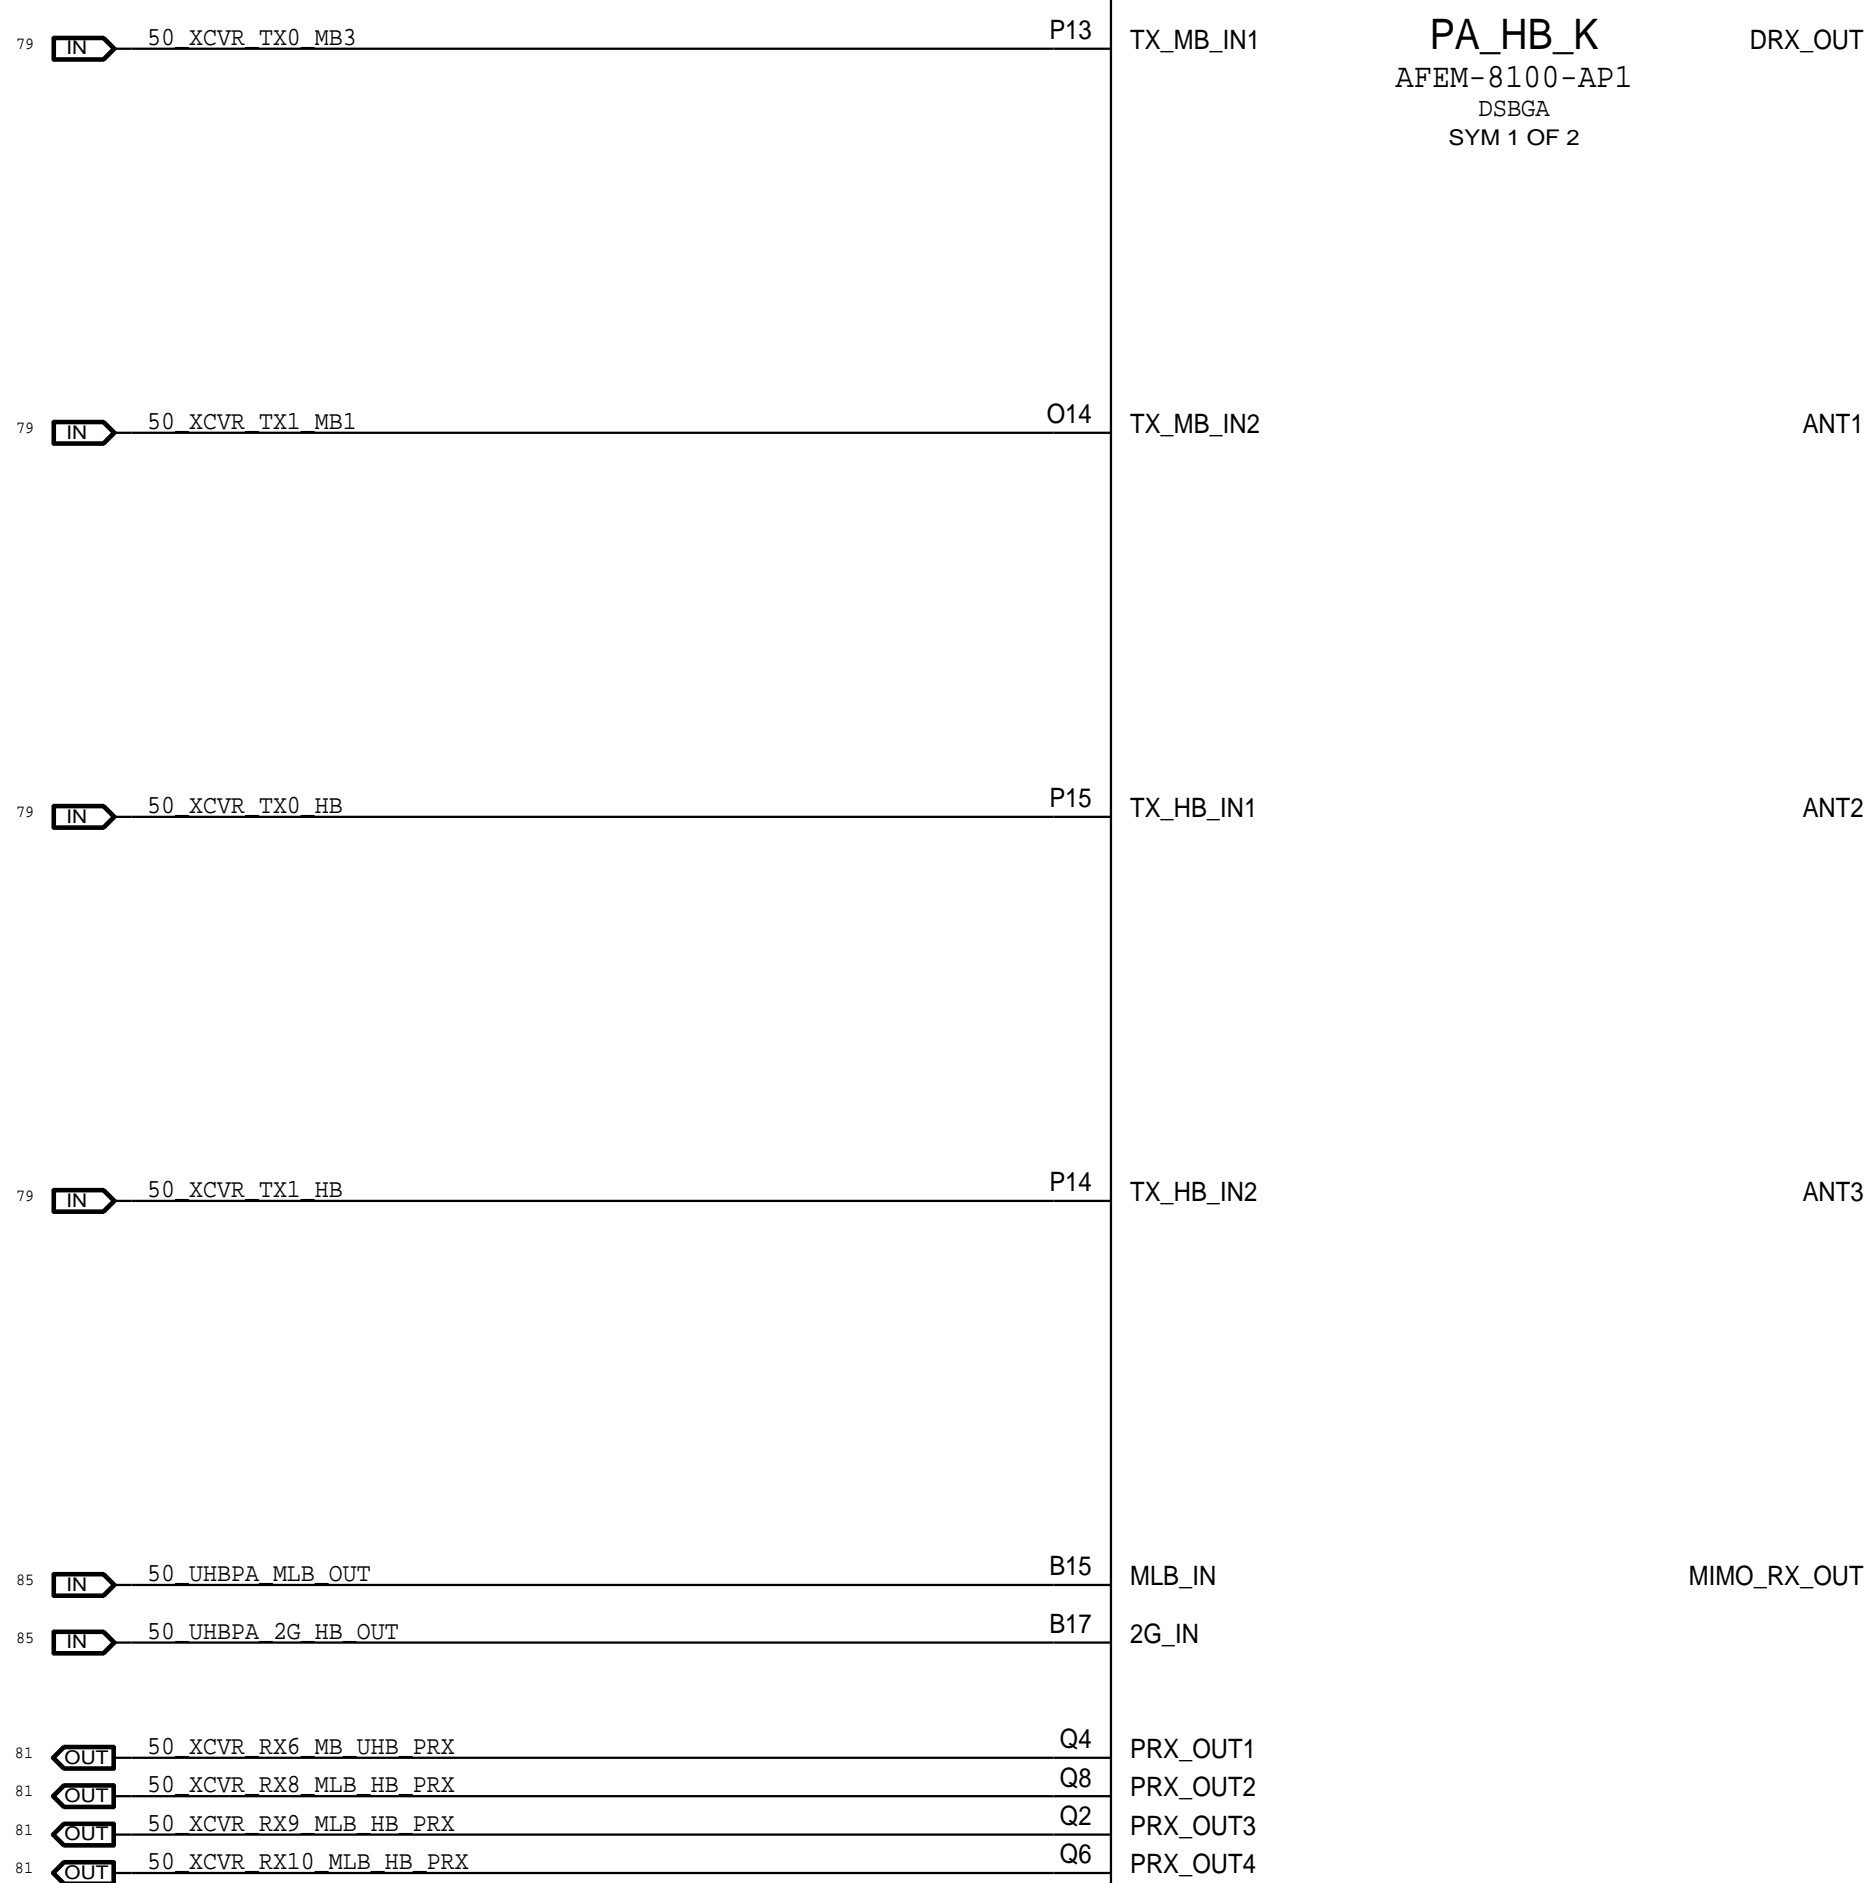 79 IN 50_XCVR_TX0_MB3 P13 TX_MB_IN1 PA_HB_K DRX_OUT
AFEM-8100-AP1
DSBGA
SYM 1 OF 2
79 IN 50_XCVR_TX1_MB1 O14 TX_MB_IN2 ANT1
79 IN 50_XCVR_TX0_HB P15 TX_HB_IN1 ANT2
79 IN 50_XCVR_TX1_HB P14 TX_HB_IN2 ANT3
85 IN 50_UHBPA_MLB_OUT B15 MLB_IN MIMO_RX_OUT
85 IN 50_UHBPA_2G_HB_OUT B17 2G_IN
81 OUT 50_XCVR_RX6_MB_UHB_PRX Q4 PRX_OUT1
81 OUT 50_XCVR_RX8_MLB_HB_PRX Q8 PRX_OUT2
81 OUT 50_XCVR_RX9_MLB_HB_PRX Q2 PRX_OUT3
81 OUT 50_XCVR_RX10_MLB_HB_PRX Q6 PRX_OUT4